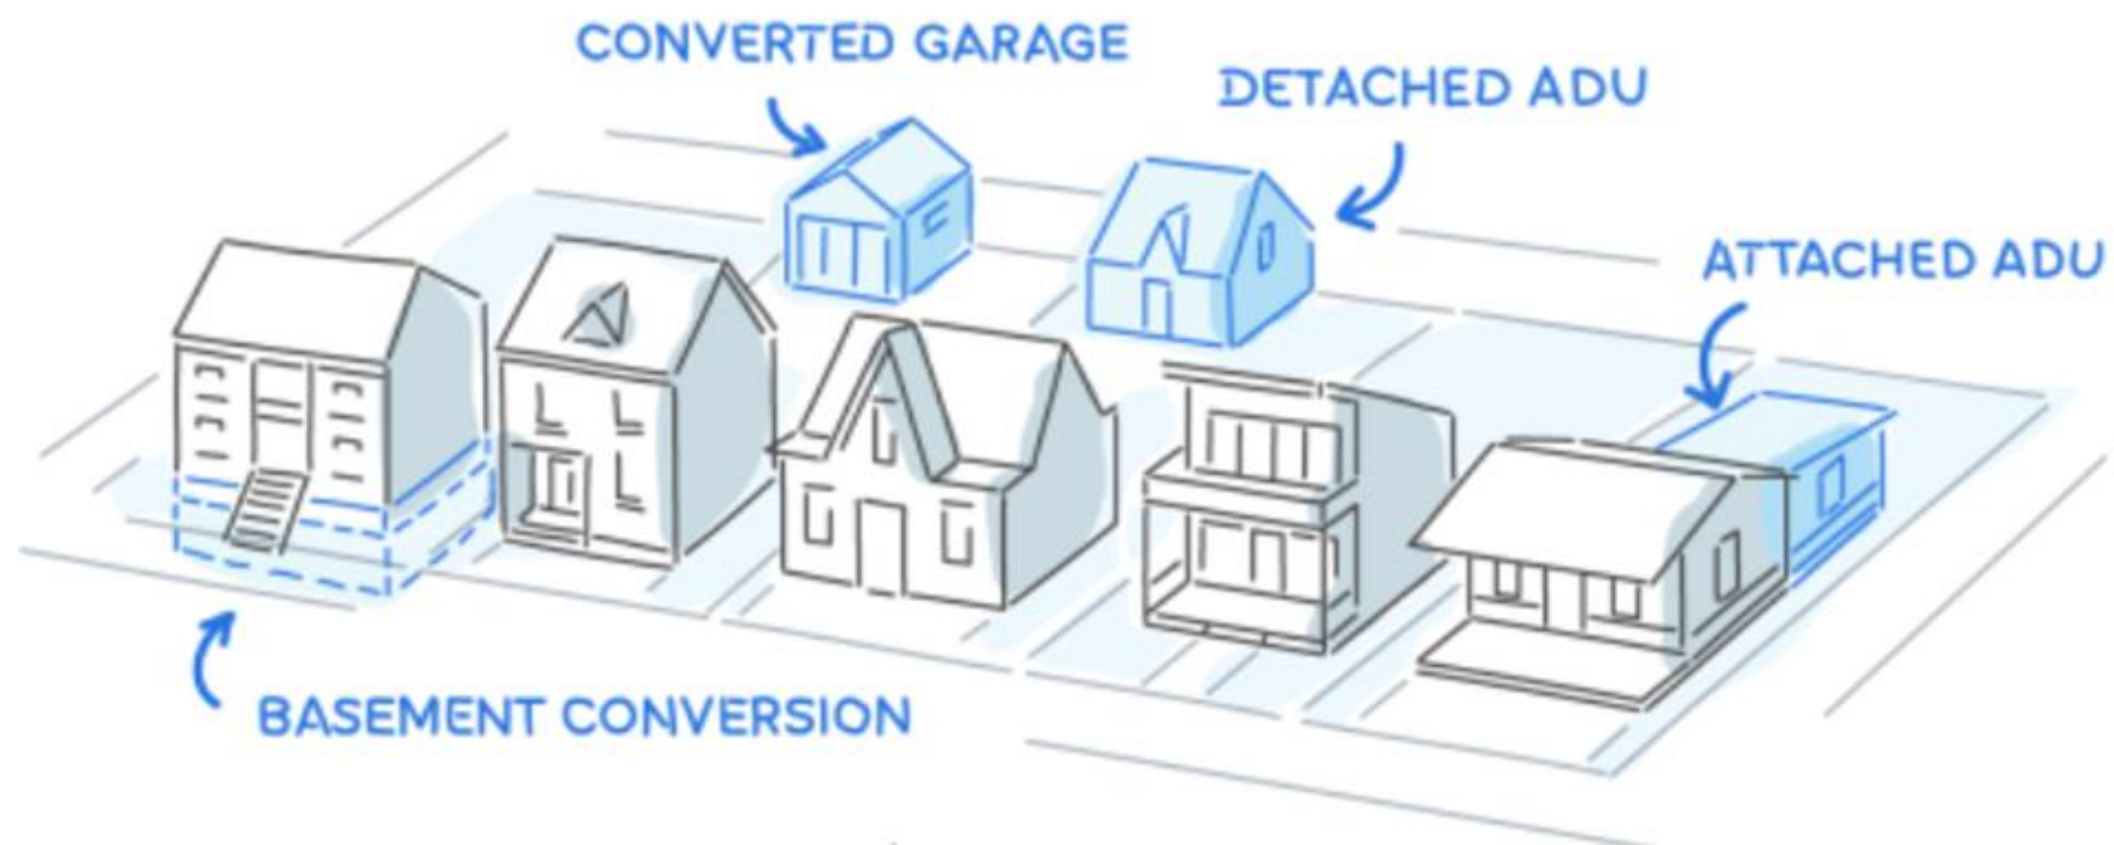 CONVERTED GARAGE
DETACHED ADU
ATTACHED ADU
BASEMENT CONVERSION